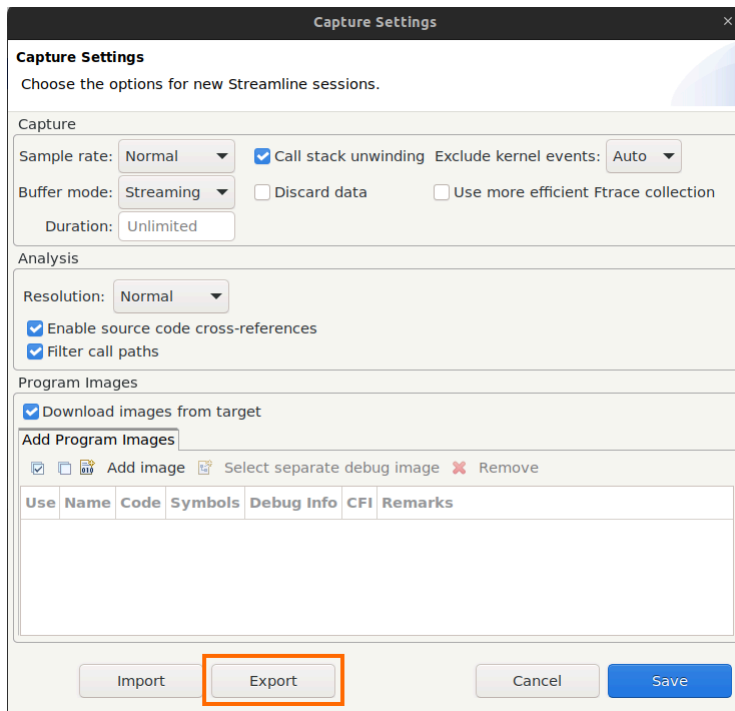 Capture Settings
×
Capture Settings
Choose the options for new Streamline sessions.
Capture
Sample rate: Normal Call stack unwinding Exclude kernel events: Auto
Buffer mode: Streaming Discard data Use more efficient Ftrace collection
Duration: Unlimited
Analysis
Resolution: Normal
Enable source code cross-references
Filter call paths
Program Images
Download images from target
Add Program Images
Add image Select separate debug image Remove
Use Name Code Symbols Debug Info CFI Remarks
Import Export Cancel Save